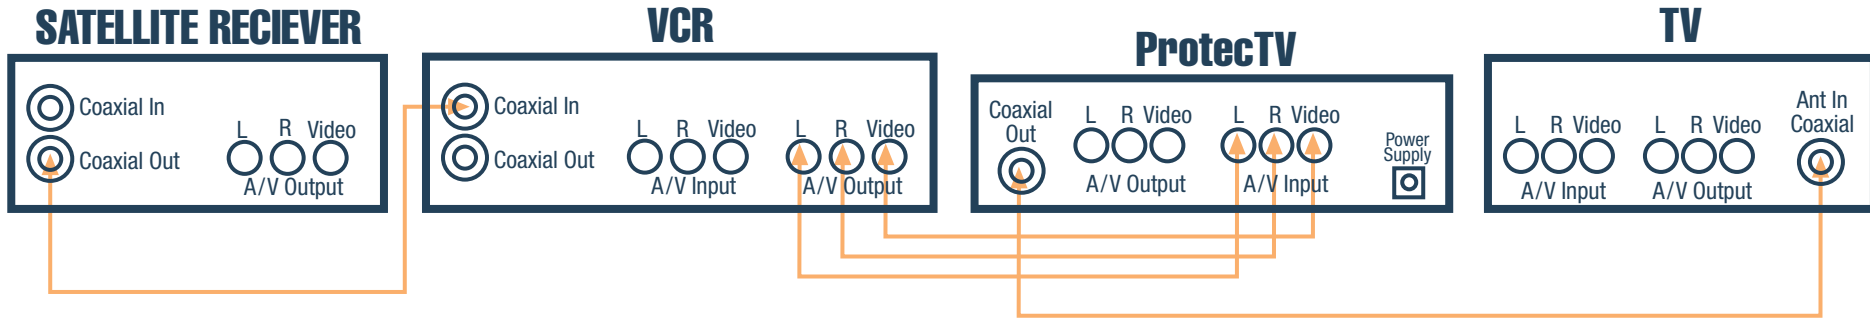 SATELLITE RECIEVER
Coaxial In
Coaxial Out
L R Video
A/V Output
VCR
Coaxial In
Coaxial Out
L R Video
A/V Input
L R Video
A/V Output
ProtecTV
Coaxial
Out
L R Video
A/V Output
L R Video
A/V Input
Power
Supply
TV
L R Video
A/V Input
L R Video
A/V Output
Ant In
Coaxial